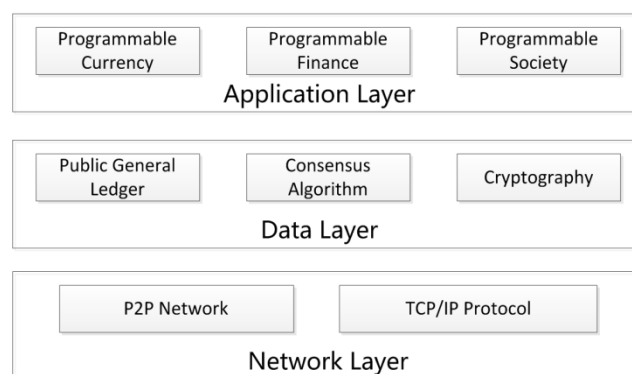 Programmable
Currency
Programmable
Finance
Programmable
Society
Application Layer
Public General
Ledger
Consensus
Algorithm
Cryptography
Data Layer
P2P Network
TCP/IP Protocol
Network Layer